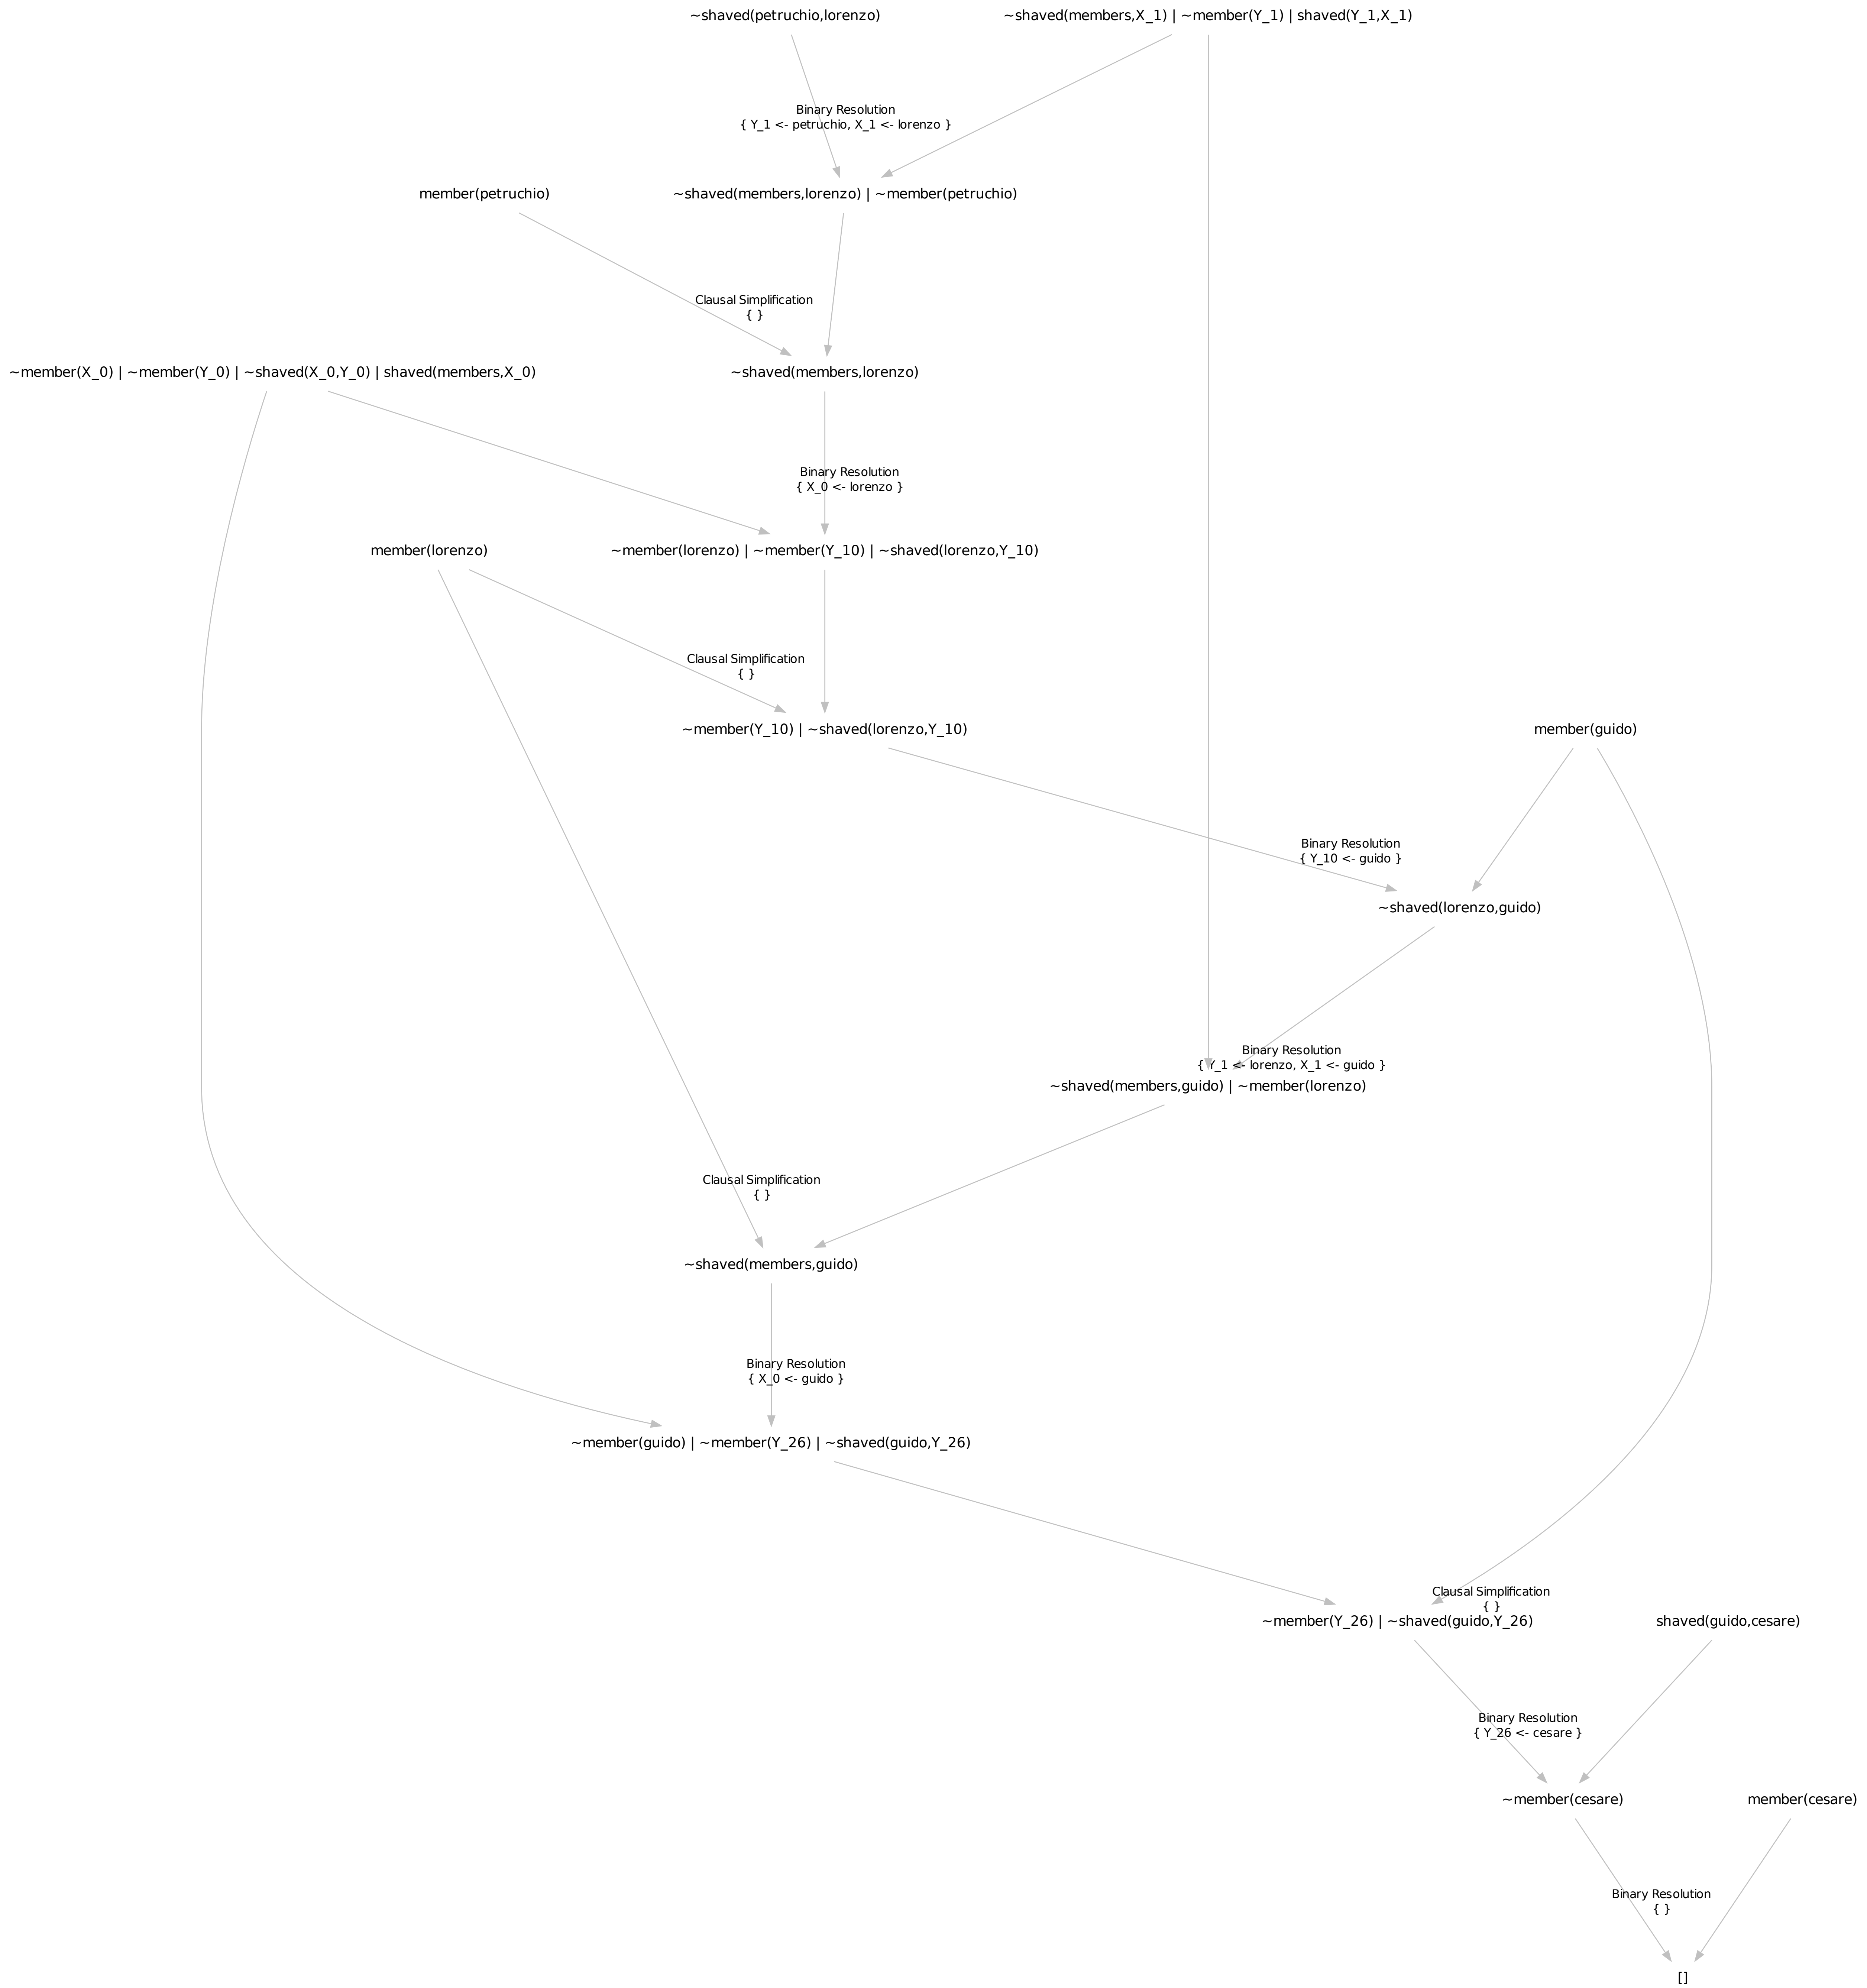 ~shaved(petruchio,lorenzo)
~shaved(members,X_1) | ~member(Y_1) | shaved(Y_1,X_1)
Binary Resolution
{ Y_1 <- petruchio, X_1 <- lorenzo }
member(petruchio)
~shaved(members,lorenzo) | ~member(petruchio)
Clausal Simplification
{ }
~member(X_0) | ~member(Y_0) | ~shaved(X_0,Y_0) | shaved(members,X_0)
~shaved(members,lorenzo)
Binary Resolution
{ X_0 <- lorenzo }
member(lorenzo)
~member(lorenzo) | ~member(Y_10) | ~shaved(lorenzo,Y_10)
Clausal Simplification
{ }
~member(Y_10) | ~shaved(lorenzo,Y_10)
member(guido)
Binary Resolution
{ Y_10 <- guido }
~shaved(lorenzo,guido)
Binary Resolution
{ Y_1 <- lorenzo, X_1 <- guido }
~shaved(members,guido) | ~member(lorenzo)
Clausal Simplification
{ }
~shaved(members,guido)
Binary Resolution
{ X_0 <- guido }
~member(guido) | ~member(Y_26) | ~shaved(guido,Y_26)
Clausal Simplification
{ }
~member(Y_26) | ~shaved(guido,Y_26)
shaved(guido,cesare)
Binary Resolution
{ Y_26 <- cesare }
~member(cesare)
member(cesare)
Binary Resolution
{ }
[]